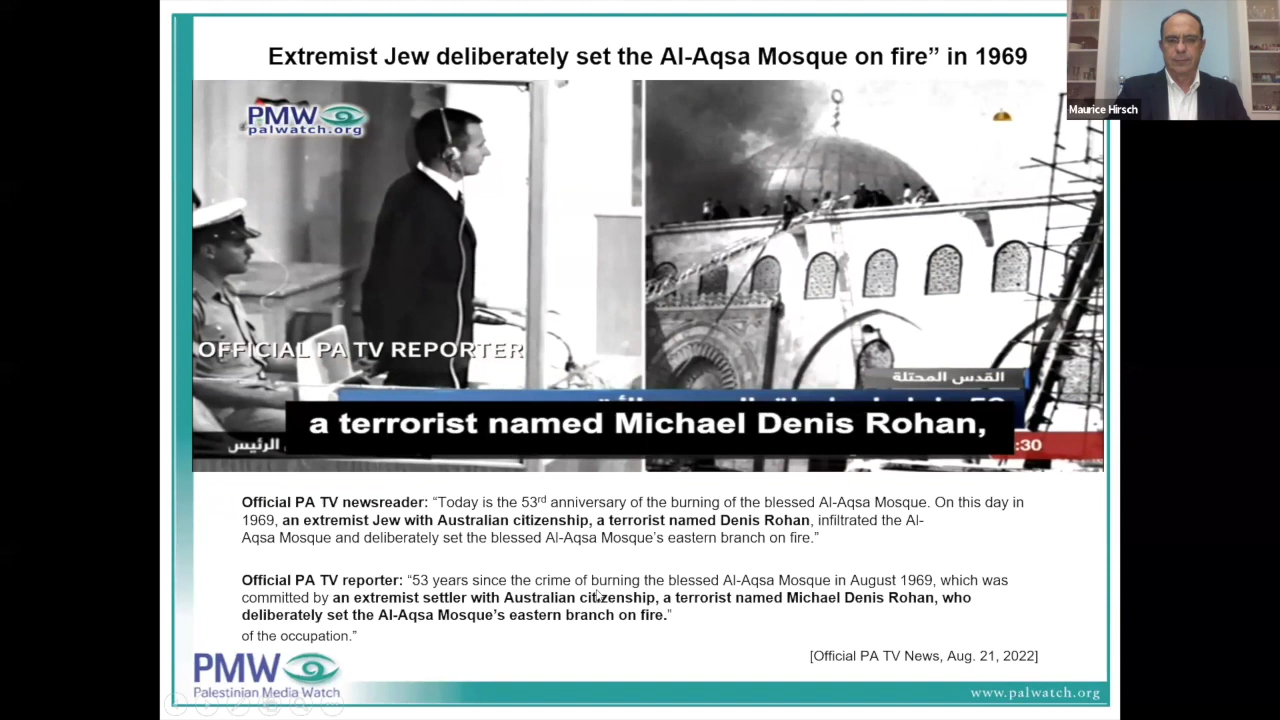 Extremist Jew deliberately set the Al-Aqsa Mosque on fire” in 1969
Maurice Hirsch
PMW
palwatch.org
OFFICIAL PA TV REPORTER
القدس المحتلة
a terrorist named Michael Denis Rohan,
الرئيس
:30
Official PA TV newsreader: “Today is the 53rd anniversary of the burning of the blessed Al-Aqsa Mosque. On this day in
1969, an extremist Jew with Australian citizenship, a terrorist named Denis Rohan, infiltrated the Al-
Aqsa Mosque and deliberately set the blessed Al-Aqsa Mosque’s eastern branch on fire.”
Official PA TV reporter: “53 years since the crime of burning the blessed Al-Aqsa Mosque in August 1969, which was
committed by an extremist settler with Australian citizenship, a terrorist named Michael Denis Rohan, who
deliberately set the Al-Aqsa Mosque’s eastern branch on fire.”
of the occupation.”
[Official PA TV News, Aug. 21, 2022]
PMW
Palestinian Media Watch
www.palwatch.org